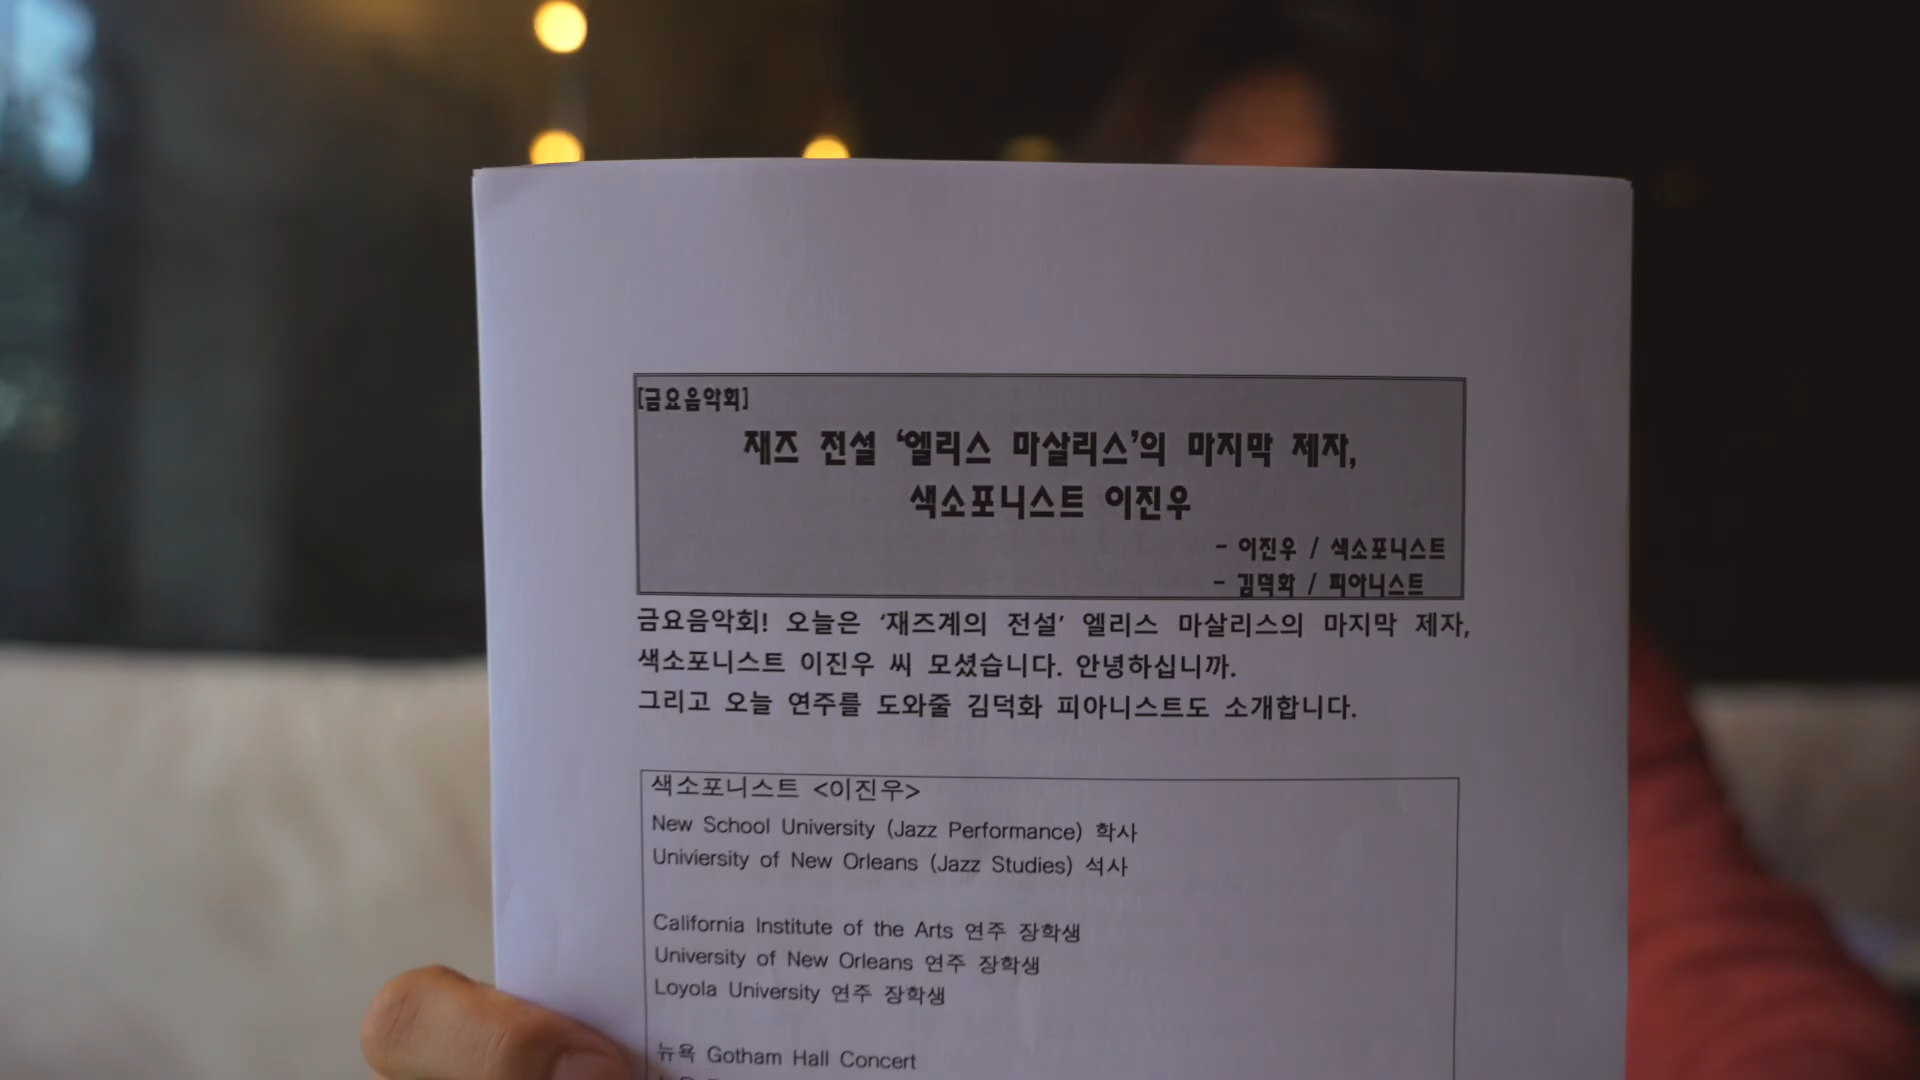 [금요음악회]
재즈 전설 ‘엘리스 마살리스’의 마지막 제자,
색소포니스트 이진우
- 이진우 / 색소포니스트
- 김덕화 / 피아니스트
금요음악회! 오늘은 ‘재즈계의 전설’ 엘리스 마살리스의 마지막 제자,
색소포니스트 이진우 씨 모셨습니다. 안녕하십니까.
그리고 오늘 연주를 도와줄 김덕화 피아니스트도 소개합니다.
색소포니스트 <이진우>
New School University (Jazz Performance) 학사
Univiersity of New Orleans (Jazz Studies) 석사
California Institute of the Arts 연주 장학생
University of New Orleans 연주 장학생
Loyola University 연주 장학생
뉴욕 Gotham Hall Concert